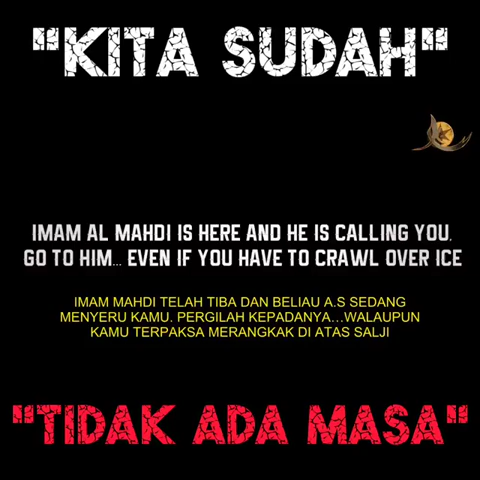 "KITA SUDAH"
IMAM AL MAHDI IS HERE AND HE IS CALLING YOU,
GO TO HIM... EVEN IF YOU HAVE TO CRAWL OVER ICE
IMAM MAHDI TELAH TIBA DAN BELIAU A.S SEDANG
MENYERU KAMU. PERGILAH KEPADANYA...WALAUPUN
KAMU TERPAKSA MERANGKAK DI ATAS SALJI
"TIDAK ADA MASA"